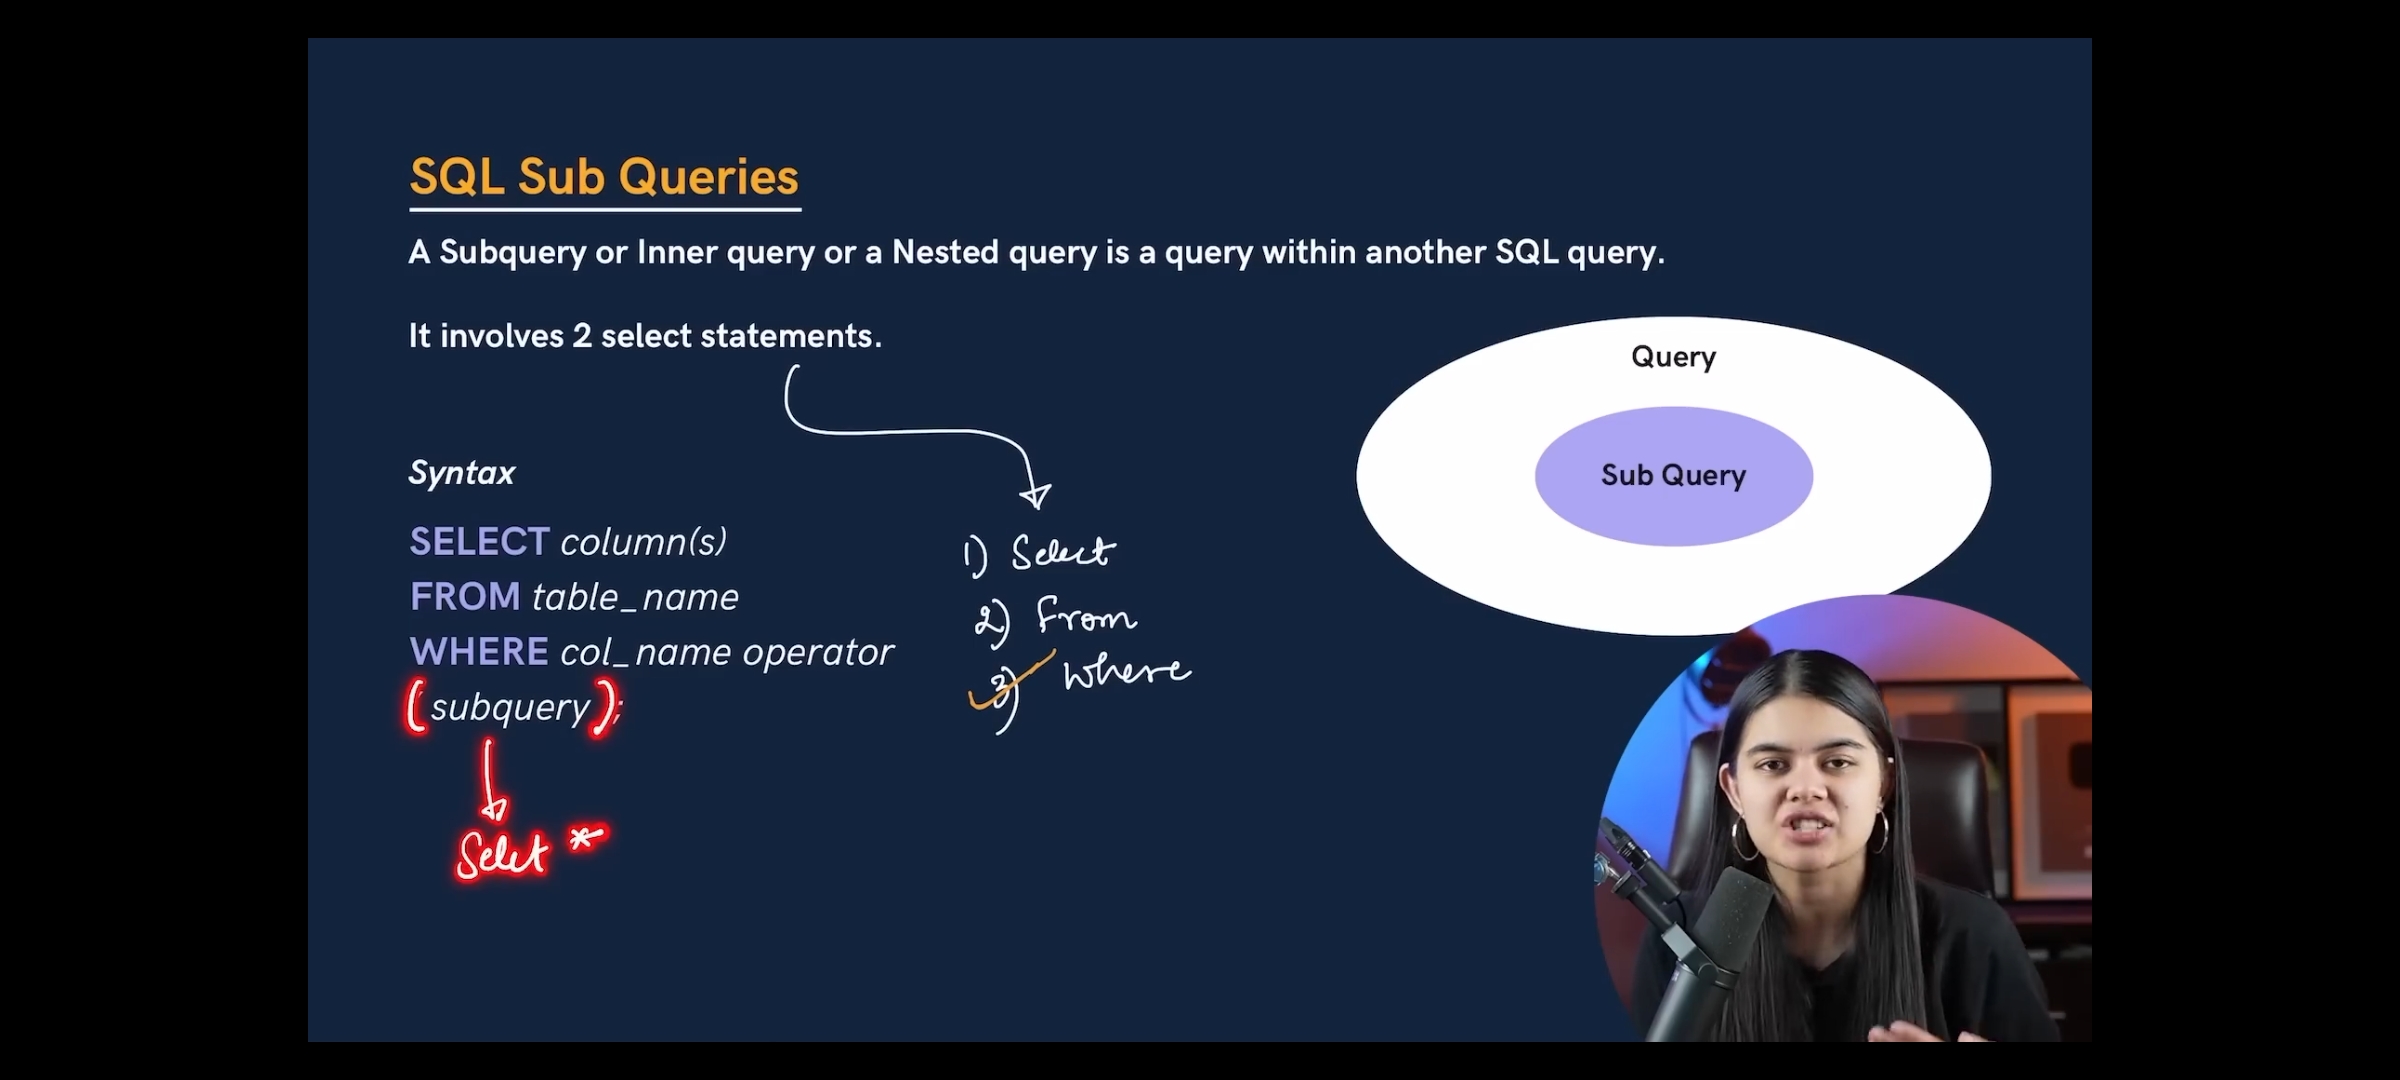 SQL Sub Queries
A Subquery or Inner query or a Nested query is a query within another SQL query.
It involves 2 select statements.
Query
Sub Query
Syntax
SELECT column(s)
FROM table_name
WHERE col_name operator
(subquery);
Selet *
1) Select
2) From
3) Where